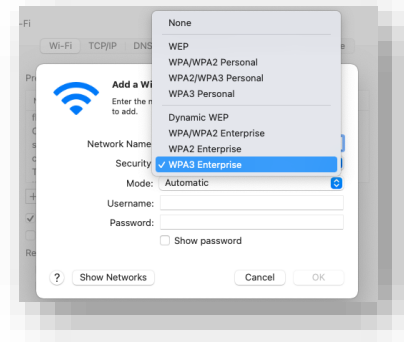 -Fi
Wi-Fi TCP/IP DNS
None
WEP
WPA/WPA2 Personal
WPA2/WPA3 Personal
WPA3 Personal
Dynamic WEP
WPA/WPA2 Enterprise
WPA2 Enterprise
✓ WPA3 Enterprise
Add a Wi
Enter the n
to add.
Network Name
Security
Mode: Automatic
Username:
Password:
Show password
? Show Networks Cancel OK